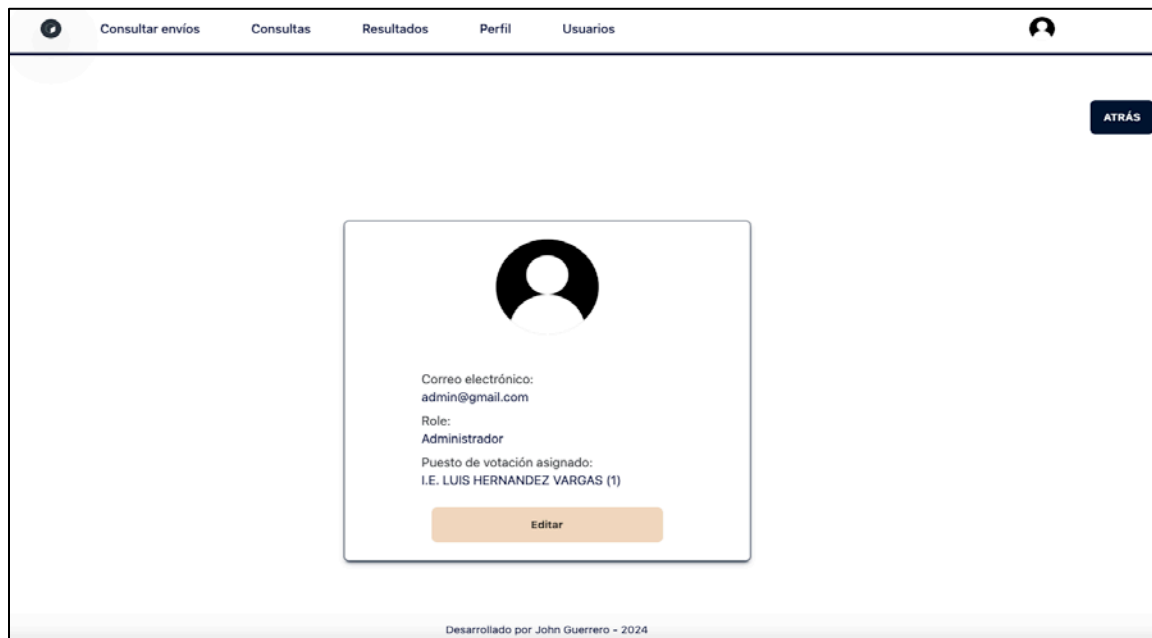 Consultar envíos Consultas Resultados Perfil Usuarios
ATRÁS
Correo electrónico:
admin@gmail.com
Role:
Administrador
Puesto de votación asignado:
I.E. LUIS HERNANDEZ VARGAS (1)
Editar
Desarrollado por John Guerrero - 2024